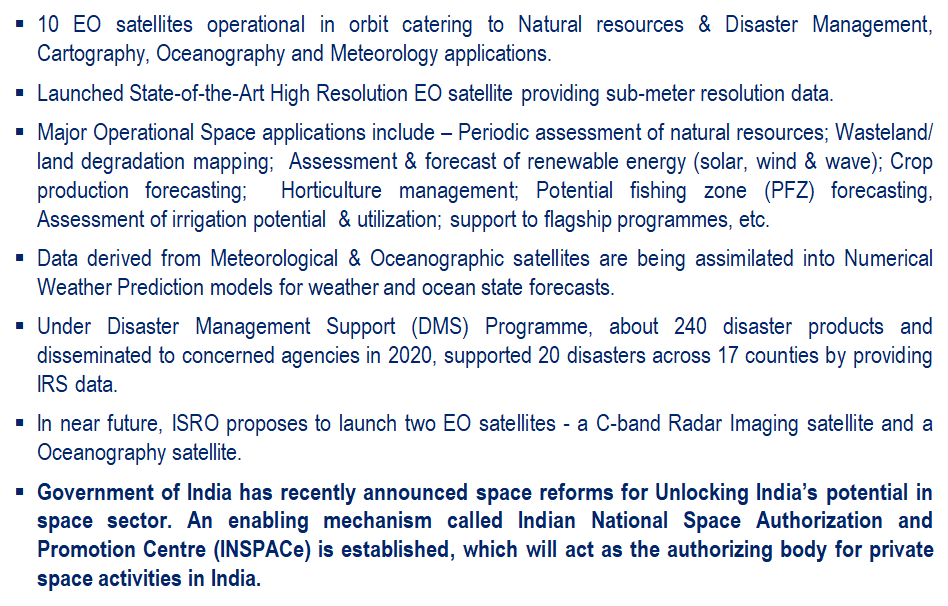 ▪ 10 EO satellites operational in orbit catering to Natural resources & Disaster Management,
Cartography, Oceanography and Meteorology applications.
▪ Launched State-of-the-Art High Resolution EO satellite providing sub-meter resolution data.
▪ Major Operational Space applications include – Periodic assessment of natural resources; Wasteland/
land degradation mapping; Assessment & forecast of renewable energy (solar, wind & wave); Crop
production forecasting; Horticulture management; Potential fishing zone (PFZ) forecasting,
Assessment of irrigation potential & utilization; support to flagship programmes, etc.
▪ Data derived from Meteorological & Oceanographic satellites are being assimilated into Numerical
Weather Prediction models for weather and ocean state forecasts.
▪ Under Disaster Management Support (DMS) Programme, about 240 disaster products and
disseminated to concerned agencies in 2020, supported 20 disasters across 17 counties by providing
IRS data.
▪ In near future, ISRO proposes to launch two EO satellites - a C-band Radar Imaging satellite and a
Oceanography satellite.
▪ Government of India has recently announced space reforms for Unlocking India’s potential in
space sector. An enabling mechanism called Indian National Space Authorization and
Promotion Centre (INSPACe) is established, which will act as the authorizing body for private
space activities in India.